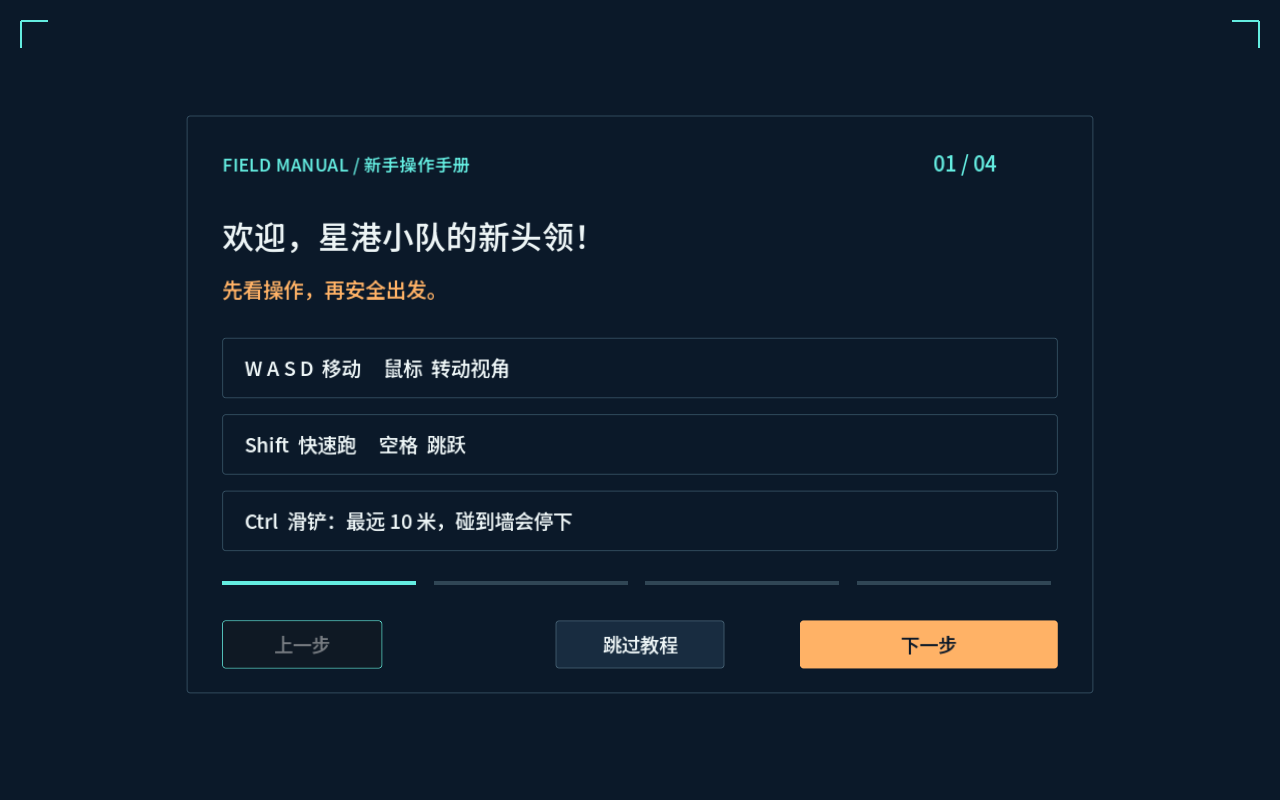 FIELD MANUAL / 新手操作手册
01 / 04
欢迎，星港小队的新头领！
先看操作，再安全出发。
W A S D 移动 鼠标 转动视角
Shift 快速跑 空格 跳跃
Ctrl 滑铲：最远 10 米，碰到墙会停下
上一步
跳过教程
下一步